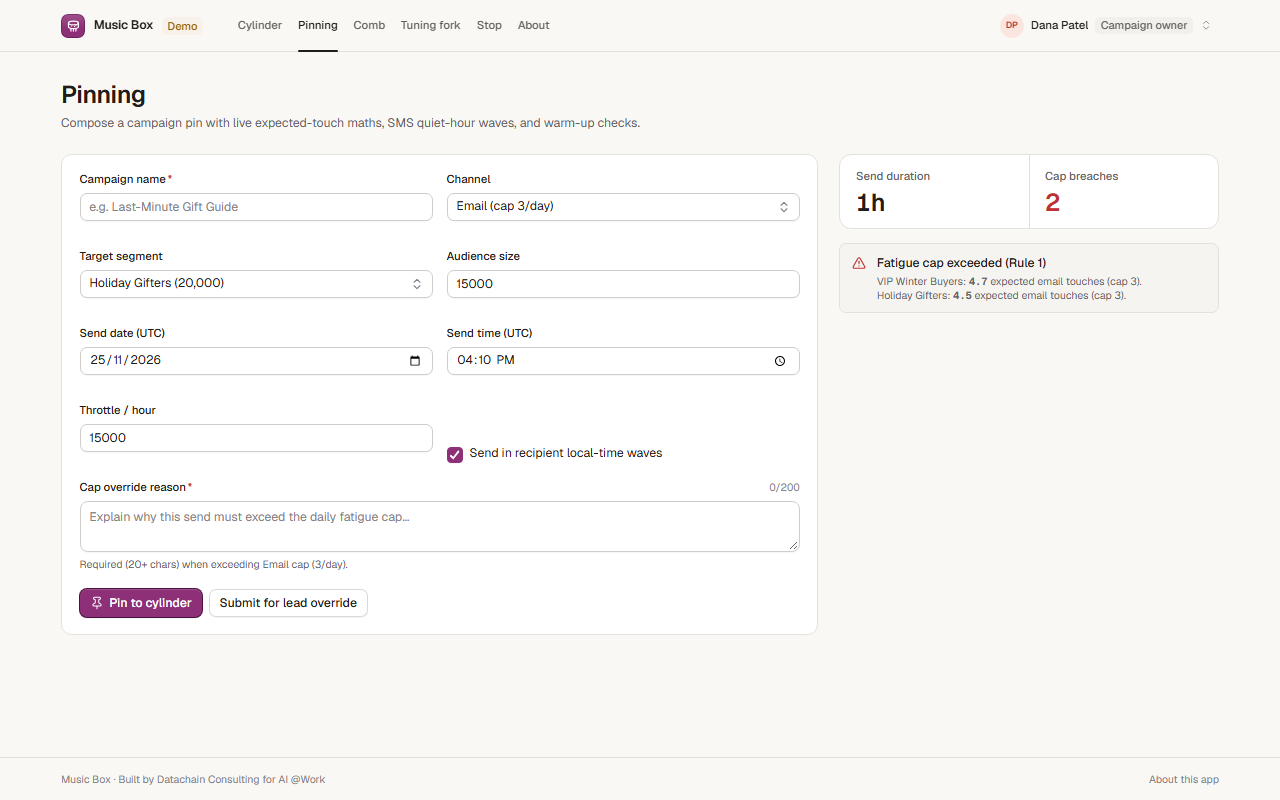 Music Box Demo Cylinder Pinning Comb Tuning fork Stop About DP Dana Patel Campaign owner
Pinning
Compose a campaign pin with live expected-touch maths, SMS quiet-hour waves, and warm-up checks.
Campaign name*
e.g. Last-Minute Gift Guide
Channel
Email (cap 3/day)
Target segment
Holiday Gifters (20,000)
Audience size
15000
Send date (UTC)
25/11/2026
Send time (UTC)
04:10 PM
Throttle / hour
15000
Send in recipient local-time waves
Cap override reason* 0/200
Explain why this send must exceed the daily fatigue cap…
Required (20+ chars) when exceeding Email cap (3/day).
Pin to cylinder Submit for lead override
Send duration
1h
Cap breaches
2
Fatigue cap exceeded (Rule 1)
VIP Winter Buyers: 4.7 expected email touches (cap 3).
Holiday Gifters: 4.5 expected email touches (cap 3).
Music Box · Built by Datachain Consulting for AI @Work About this app